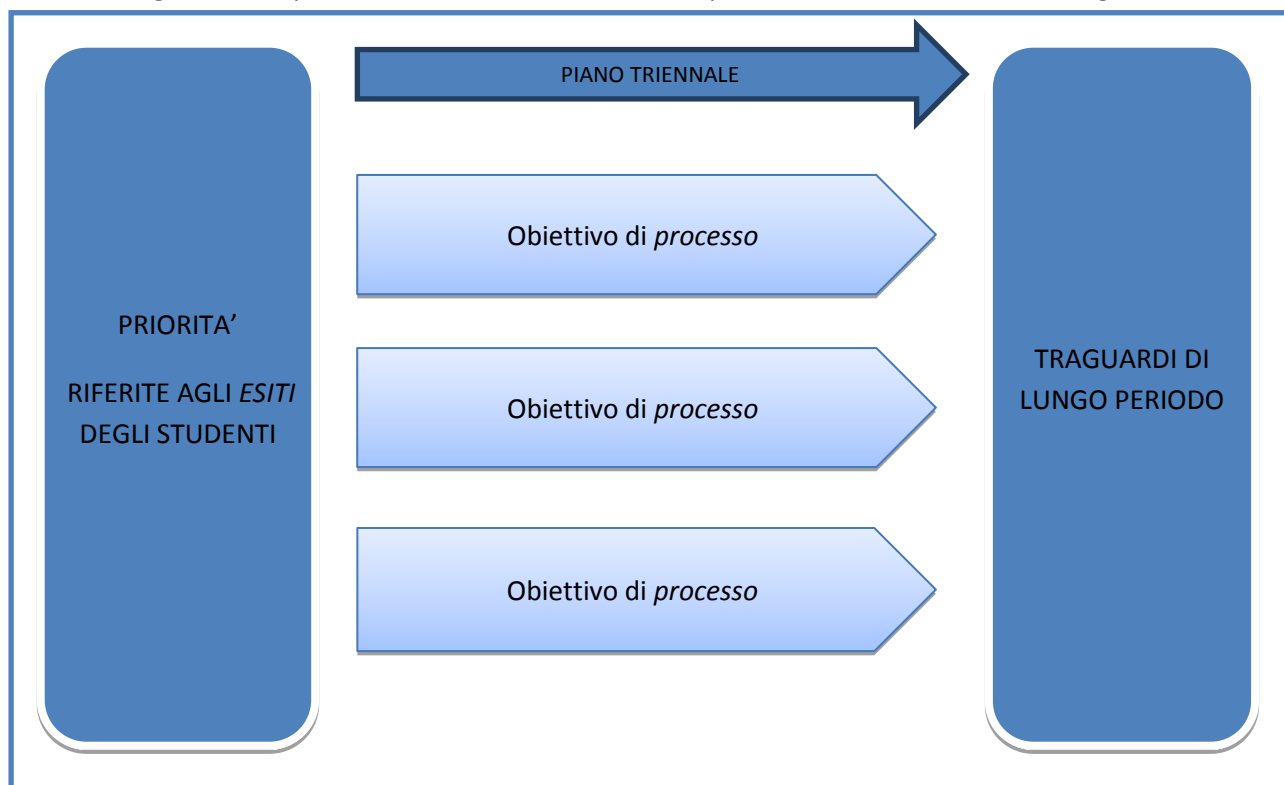 PIANO TRIENNALE
Obiettivo di processo
PRIORITA’
RIFERITE AGLI ESITI
DEGLI STUDENTI
Obiettivo di processo
TRAGUARDI DI
LUNGO PERIODO
Obiettivo di processo